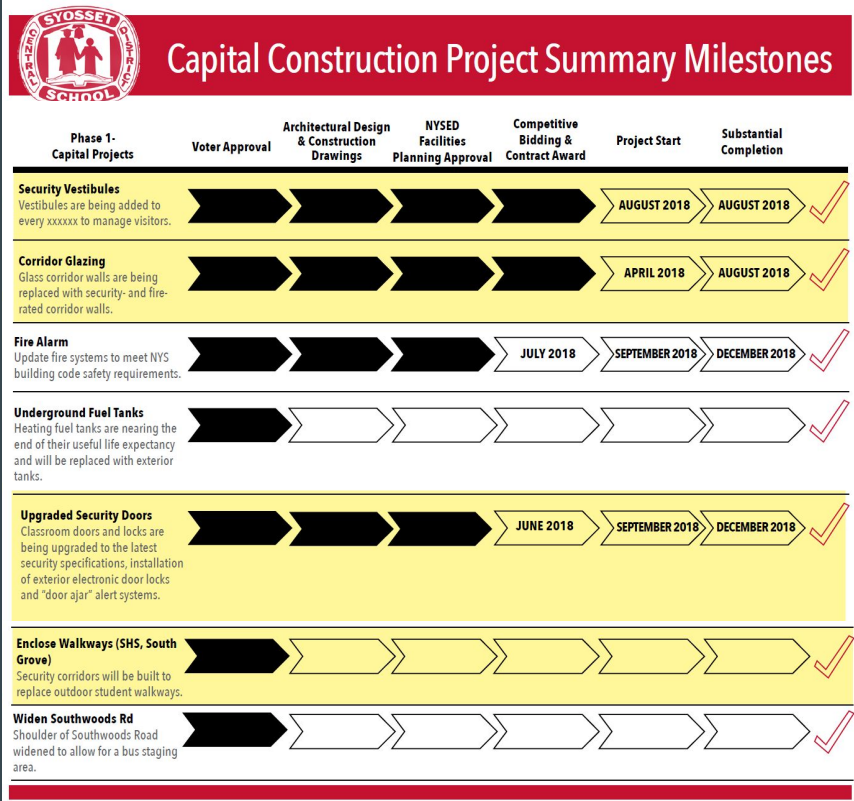 SYOSSET
CENTRAL
DISTRICT
SCHOOL
Capital Construction Project Summary Milestones
Phase 1-
Capital Projects
Voter Approval
Architectural Design
& Construction
Drawings
NYSED
Facilities
Planning Approval
Competitive
Bidding &
Contract Award
Project Start
Substantial
Completion
Security Vestibules
Vestibules are being added to
every xxxxxx to manage visitors.
AUGUST 2018
AUGUST 2018
Corridor Glazing
Glass corridor walls are being
replaced with security- and fire-
rated corridor walls.
APRIL 2018
AUGUST 2018
Fire Alarm
Update fire systems to meet NYS
building code safety requirements.
JULY 2018
SEPTEMBER 2018
DECEMBER 2018
Underground Fuel Tanks
Heating fuel tanks are nearing the
end of their useful life expectancy
and will be replaced with exterior
tanks.
Upgraded Security Doors
Classroom doors and locks are
being upgraded to the latest
security specifications, installation
of exterior electronic door locks
and "door ajar" alert systems.
JUNE 2018
SEPTEMBER 2018
DECEMBER 2018
Enclose Walkways (SHS, South
Grove)
Security corridors will be built to
replace outdoor student walkways.
Widen Southwoods Rd
Shoulder of Southwoods Road
widened to allow for a bus staging
area.